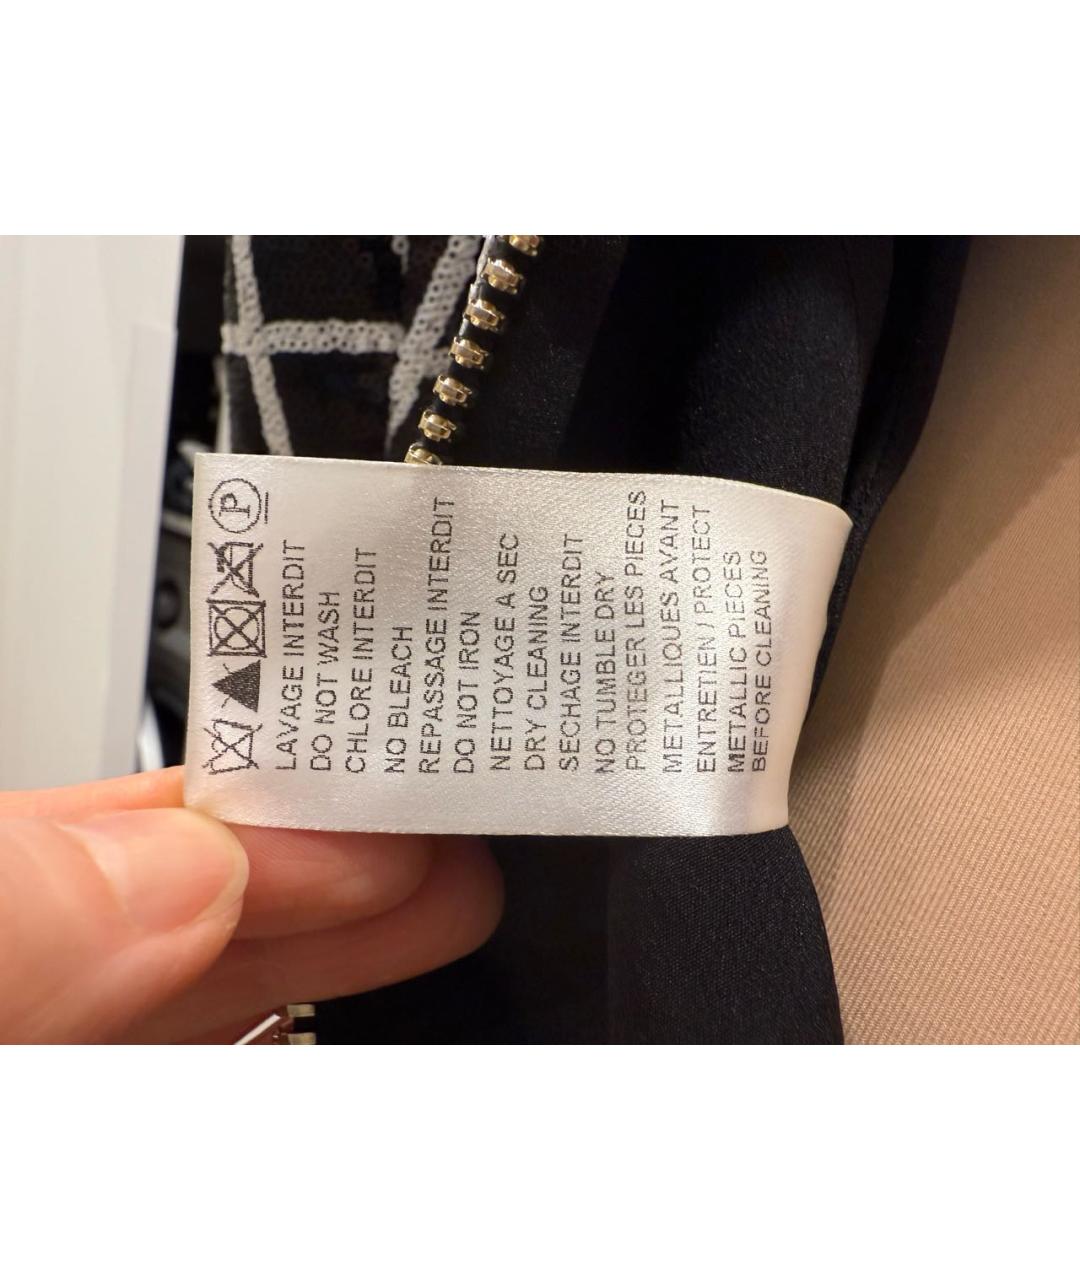 P
LAVAGE INTERDIT
DO NOT WASH
CHLORE INTERDIT
NO BLEACH
REPASSAGE INTERDIT
DO NOT IRON
NETTOYAGE A SEC
DRY CLEANING
SECHAGE INTERDIT
NO TUMBLE DRY
PROTEGER LES PIECES
METALLIQUES AVANT
ENTRETIEN / PROTECT
METALLIC PIECES
BEFORE CLEANING